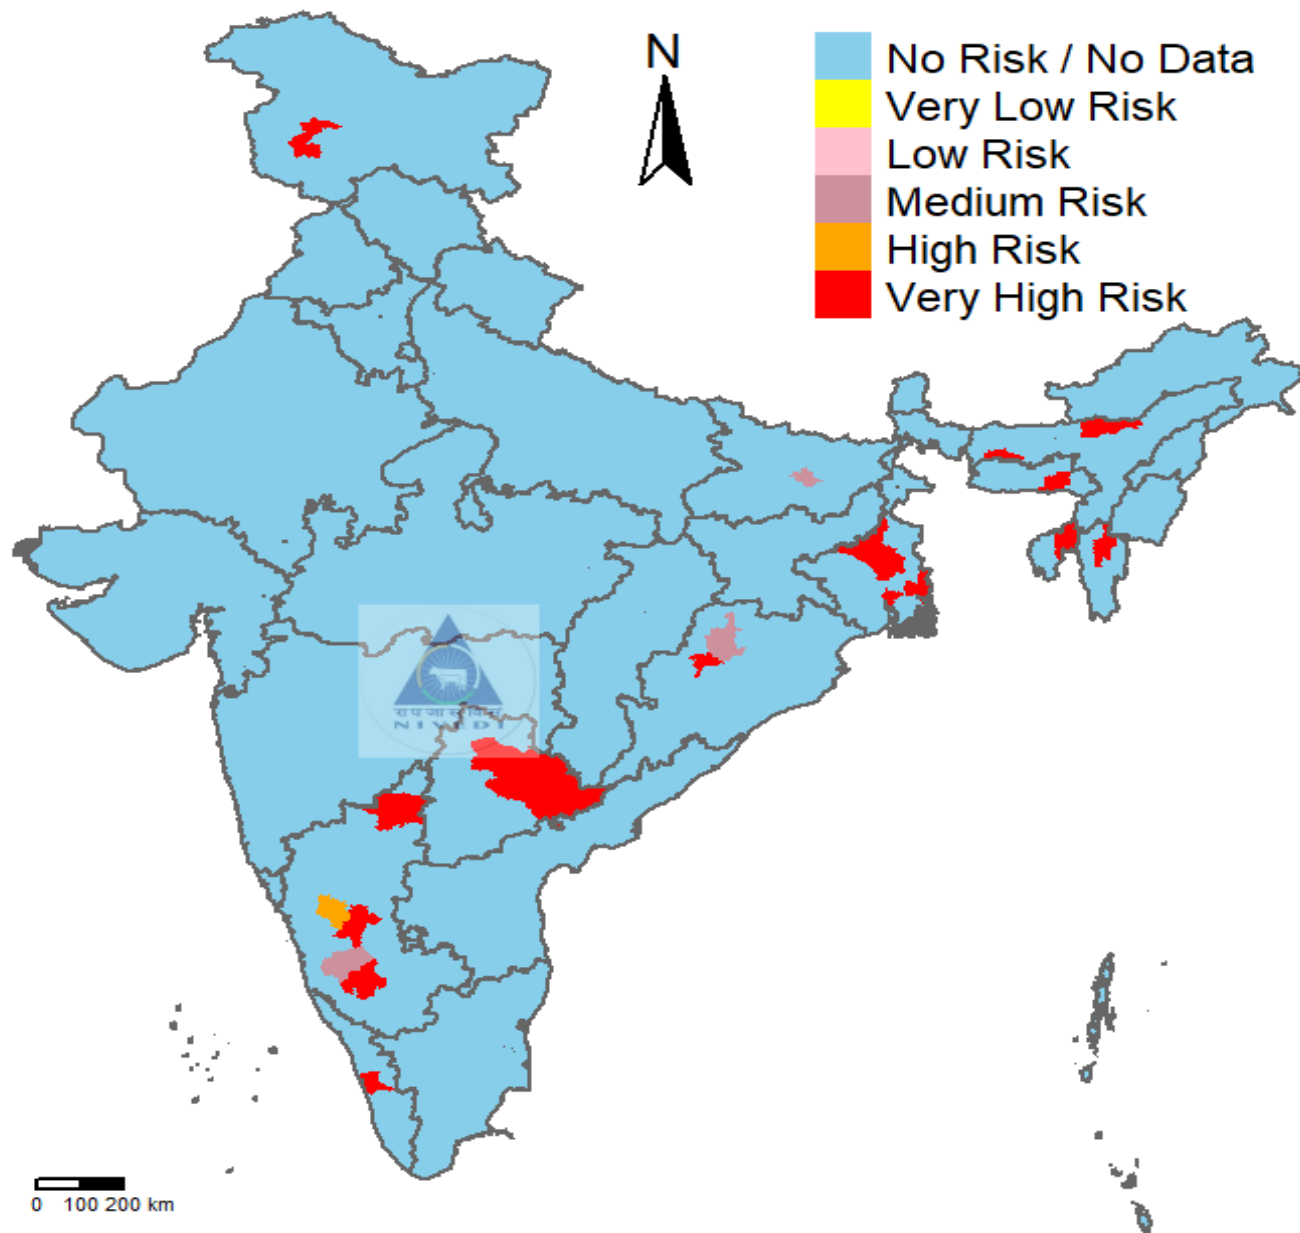 N
No Risk / No Data
Very Low Risk
Low Risk
Medium Risk
High Risk
Very High Risk
NIVEDI
0 100 200 km